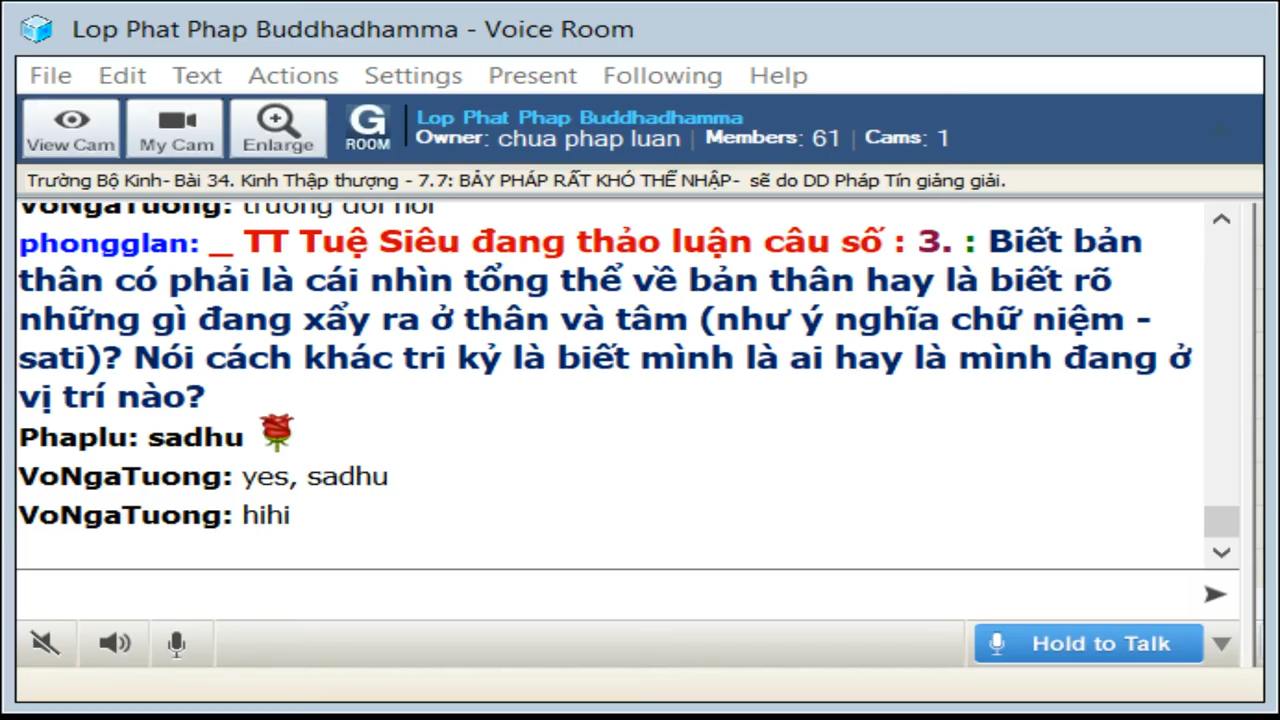 Lop Phat Phap Buddhadhamma - Voice Room
File Edit Text Actions Settings Present Following Help
View Cam My Cam Enlarge G ROOM
Lop Phat Phap Buddhadhamma
Owner: chua phap luan | Members: 61 | Cams: 1
Trường Bộ Kinh- Bài 34. Kinh Thập thượng - 7.7: BẢY PHÁP RẤT KHÓ THỂ NHẬP- sẽ do DD Pháp Tín giảng giải.
VoNgaTuong:
phongglan: _ TT Tuệ Siêu đang thảo luận câu số : 3. : Biết bản
thân có phải là cái nhìn tổng thể về bản thân hay là biết rõ
những gì đang xẩy ra ở thân và tâm (như ý nghĩa chữ niệm -
sati)? Nói cách khác tri kỷ là biết mình là ai hay là mình đang ở
vị trí nào?
Phaplu: sadhu
VoNgaTuong: yes, sadhu
VoNgaTuong: hihi
Hold to Talk